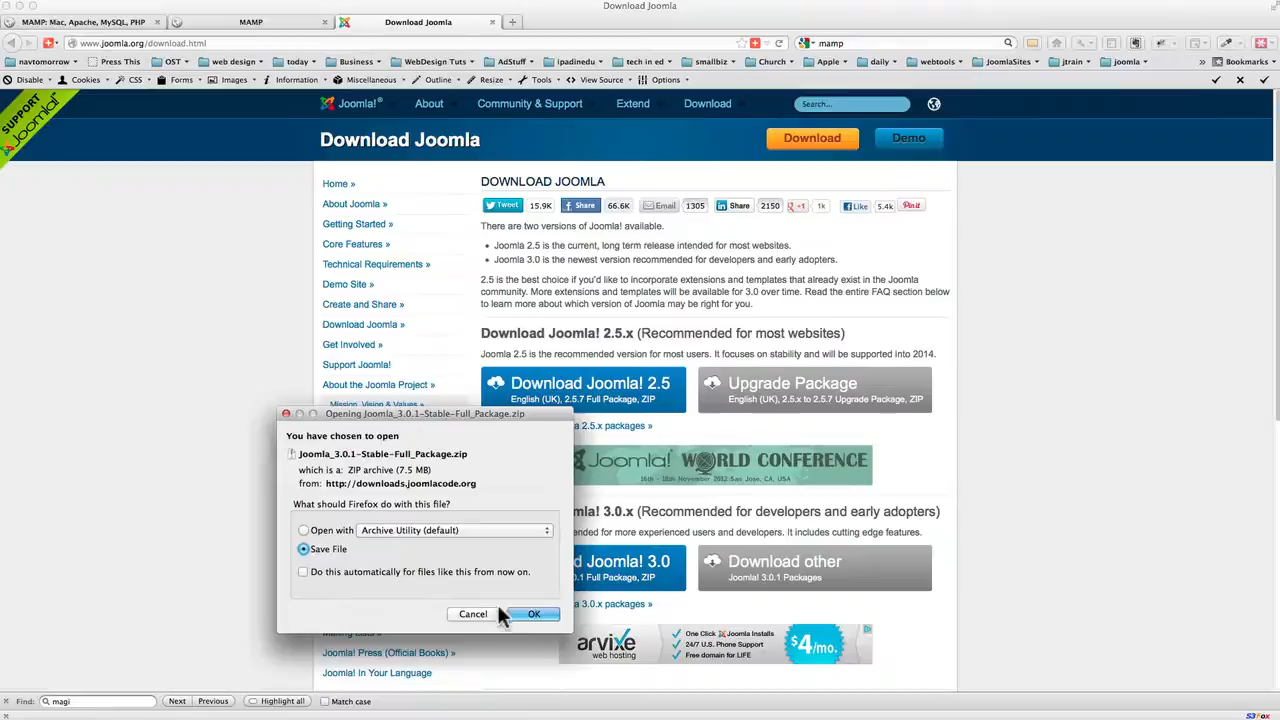 Download Joomla
MAMP: Mac, Apache, MySQL, PHP
MAMP
Download Joomla
www.joomla.org/download.html
mamp
navtomorrow
Press This
OST
web design
today
Business
WebDesign Tuts
AdStuff
ipadinedu
tech in ed
smallbiz
Church
Apple
daily
webtools
JoomlaSites
jtrain
joomla
Bookmarks
Disable
Cookies
CSS
Forms
Images
Information
Miscellaneous
Outline
Resize
Tools
View Source
Options
SUPPORT
Joomla!
Joomla!®
About
Community & Support
Extend
Download
Search...
Download Joomla
Download
Demo
Home »
About Joomla »
Getting Started »
Core Features »
Technical Requirements »
Demo Site »
Create and Share »
Download Joomla »
Get Involved »
Support Joomla!
About the Joomla Project »
Mission, Vision & Values »
DOWNLOAD JOOMLA
Tweet 15.9K Share 66.6K Email 1305 Share 2150 +1 1k Like 5.4k Pin it
There are two versions of Joomla! available.
• Joomla 2.5 is the current, long term release intended for most websites.
• Joomla 3.0 is the newest version recommended for developers and early adopters.
2.5 is the best choice if you'd like to incorporate extensions and templates that already exist in the Joomla
community. More extensions and templates will be available for 3.0 over time. Read the entire FAQ section below
to learn more about which version of Joomla may be right for you.
Download Joomla! 2.5.x (Recommended for most websites)
Joomla 2.5 is the recommended version for most users. It focuses on stability and will be supported into 2014.
Download Joomla! 2.5
English (UK), 2.5.7 Full Package, ZIP
Upgrade Package
English (UK), 2.5.x to 2.5.7 Upgrade Package, ZIP
a 2.5.x packages »
Joomla! WORLD CONFERENCE
16th - 18th November 2012 San Jose, CA, USA
! 3.0.x (Recommended for developers and early adopters)
ended for more experienced users and developers. It includes cutting edge features.
d Joomla! 3.0
.0.1 Full Package, ZIP
Download other
Joomla! 3.0.1 Packages
a 3.0.x packages »
arvixe
web hosting
One Click Joomla Installs
24/7 U.S. Phone Support
Free domain for LIFE
$4/mo.
Opening Joomla_3.0.1-Stable-Full_Package.zip
You have chosen to open
Joomla_3.0.1-Stable-Full_Package.zip
which is a: ZIP archive (7.5 MB)
from: http://downloads.joomlacode.org
What should Firefox do with this file?
Open with Archive Utility (default)
Save File
Do this automatically for files like this from now on.
Cancel
OK
Mailing Lists »
Joomla! Press (Official Books) »
Joomla! In Your Language
Find: magi Next Previous Highlight all Match case
S3Fox